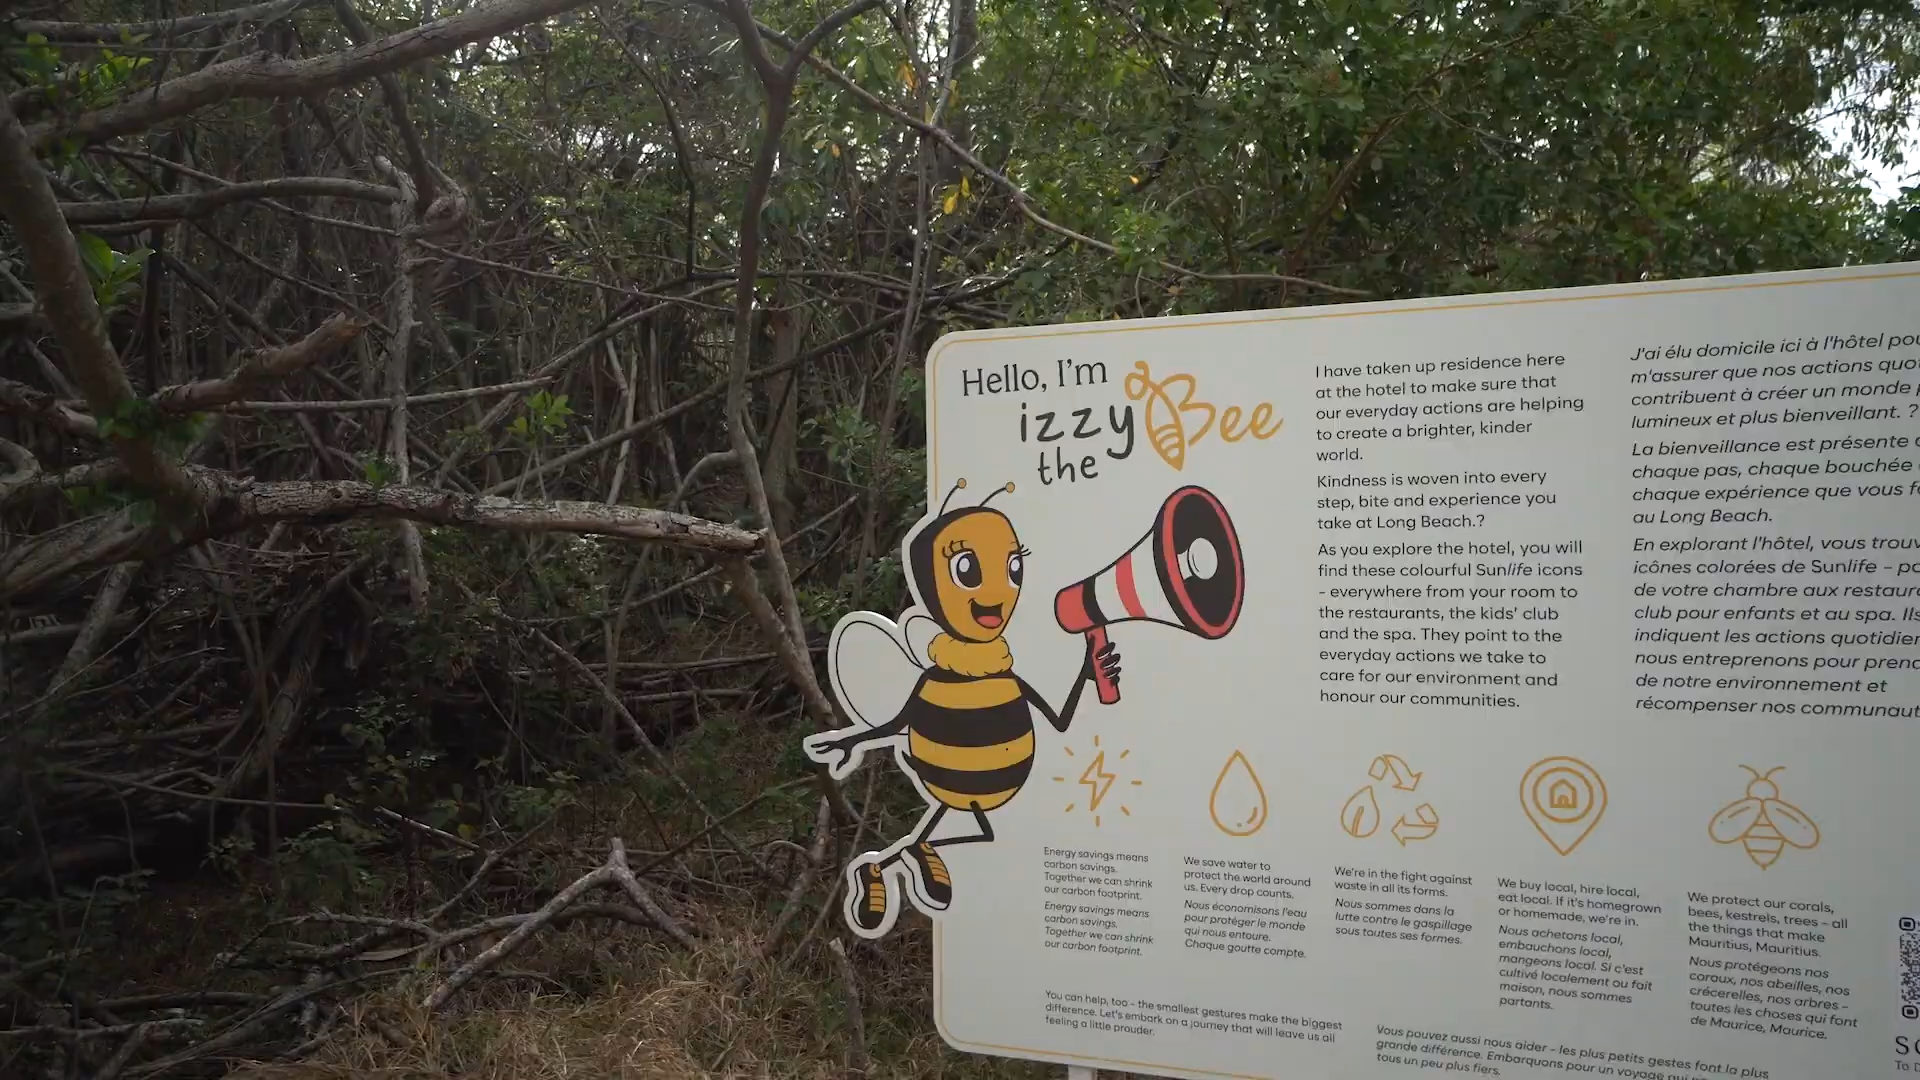 Hello, I'm
izzy Bee
the
I have taken up residence here
at the hotel to make sure that
our everyday actions are helping
to create a brighter, kinder
world.
Kindness is woven into every
step, bite and experience you
take at Long Beach.?
As you explore the hotel, you will
find these colourful Sunlife icons
- everywhere from your room to
the restaurants, the kids' club
and the spa. They point to the
everyday actions we take to
care for our environment and
honour our communities.
J'ai élu domicile ici à l'hôtel
m'assurer que nos actions
contribuent à créer un monde
lumineux et plus bienveillant. ?
La bienveillance est présente
chaque pas, chaque bouchée
chaque expérience que vous
au Long Beach.
En explorant l'hôtel, vous
icônes colorées de Sunlife -
de votre chambre aux
club pour enfants et au spa.
indiquent les actions
nous entreprenons pour
de notre environnement et
récompenser nos
Energy savings means
carbon savings.
Together we can shrink
our carbon footprint.
Energy savings means
carbon savings.
Together we can shrink
our carbon footprint.
We save water to
protect the world around
us. Every drop counts.
Nous économisons l'eau
pour protéger le monde
qui nous entoure.
Chaque goutte compte.
We're in the fight against
waste in all its forms.
Nous sommes dans la
lutte contre le gaspillage
sous toutes ses formes.
We buy local, hire local,
eat local. If it's homegrown
or homemade, we're in.
Nous achetons local,
embauchons local,
mangeons local. Si c'est
cultivé localement ou fait
maison, nous sommes
partants.
We protect our corals,
bees, kestrels, trees - all
the things that make
Mauritius, Mauritius.
Nous protégeons nos
coraux, nos abeilles, nos
crécerelles, nos arbres -
toutes les choses qui font
de Maurice, Maurice.
You can help, too - the smallest gestures make the biggest
difference. Let's embark on a journey that will leave us all
feeling a little prouder.
Vous pouvez aussi nous aider - les plus petits gestes font la plus
grande différence. Embarquons pour un voyage qui
tous un peu plus fiers.
To